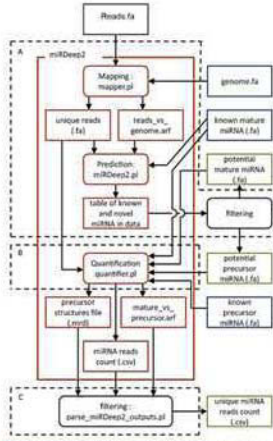 Reads.fa
A
miRDeep2
Mapping :
mapper.pl
genome.fa
unique reads
(.fa)
reads_vs_
genome.arf
known mature
miRNA (.fa)
Prediction:
miRDeep2.pl
potential
mature miRNA
(.fa)
table of known
and novel
miRNA in data
filtering
B
Quantification :
quantifier.pl
potential
precursor
miRNA (.fa)
precursor
structures file
(.mrd)
mature_vs_
precursor.arf
known
precursor
miRNA (.fa)
miRNA reads
count (.csv)
C
filtering :
parse_miRDeep2_outputs.pl
unique miRNA
reads count
(.csv)